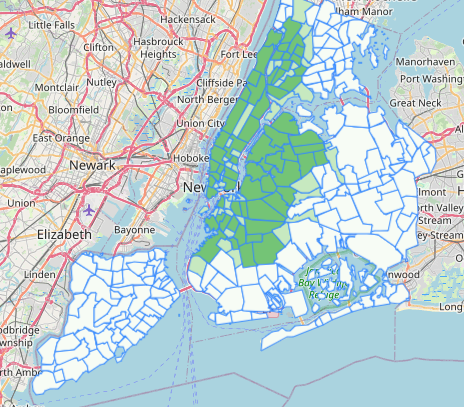 Hackensack
Little Falls
lham Manor
Clifton
Hasbrouck
Heights
Fort Lee
Manorhaven
aldwell
Port Washing
Montclair
Nutley
Cliffside Pa
Great Neck
Bloomfield
North Berge
Union City
East Orange
aplewood
Newark
Hoboke
New York
Union
lmont
Valley
Stream
Bayonne
Elizabeth
ey-Stream
Linden
nwood
Bay
Refuge
Long
odbridge
wnship
rth Amb